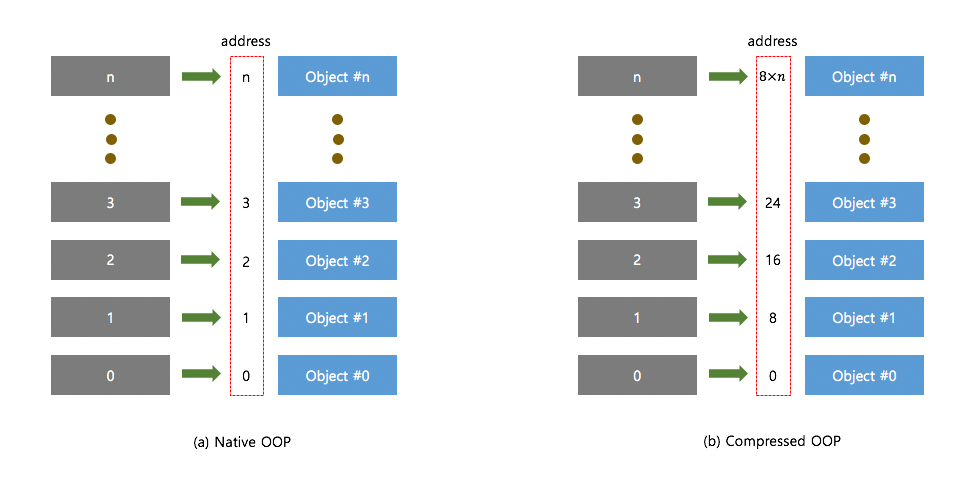 address address
n n Object #n n 8×n Object #n
3 3 Object #3 3 24 Object #3
2 2 Object #2 2 16 Object #2
1 1 Object #1 1 8 Object #1
0 0 Object #0 0 0 Object #0
(a) Native OOP (b) Compressed OOP